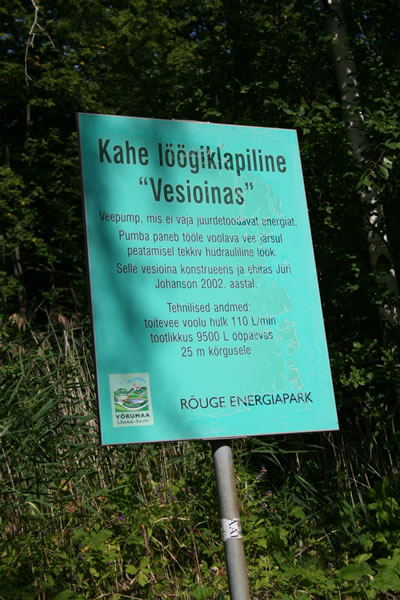 Kahe löögiklapiline
"Vesioinas"
Veepump, mis ei vaja juurdetoodavat energiat.
Pumba paneb tööle voolava vee järsul
peatamisel tekkiv hüdrauliline löök.
Selle vesioina konstrueeris ja ehitas Jüri
Johanson 2002. aastal.
Tehnilised andmed:
toitevee voolu hulk 110 L/min
tootlikkus 9500 L ööpäevas
25 m kõrgusele
VÕRUMAA
LÕUNA-EESTI
RÕUGE ENERGIAPARK